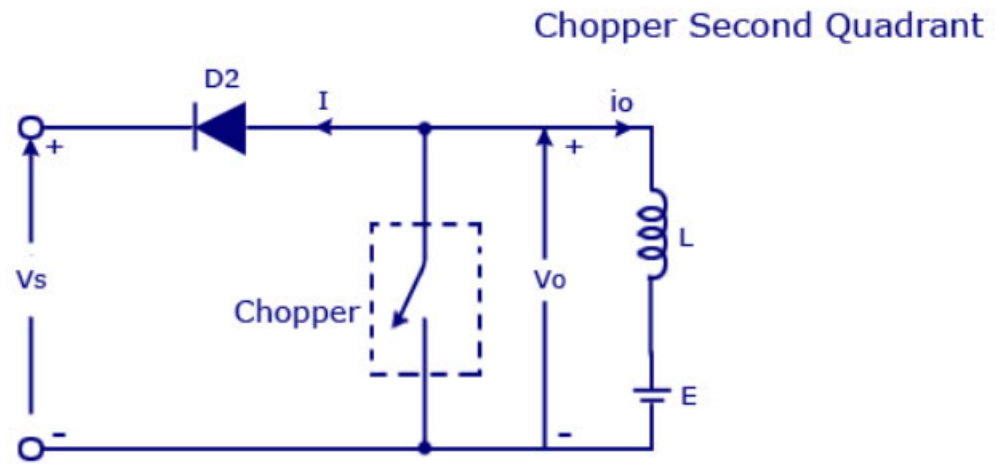 Chopper Second Quadrant
D2
I
io
+
+
L
Vs
Vo
Chopper
E
-
-